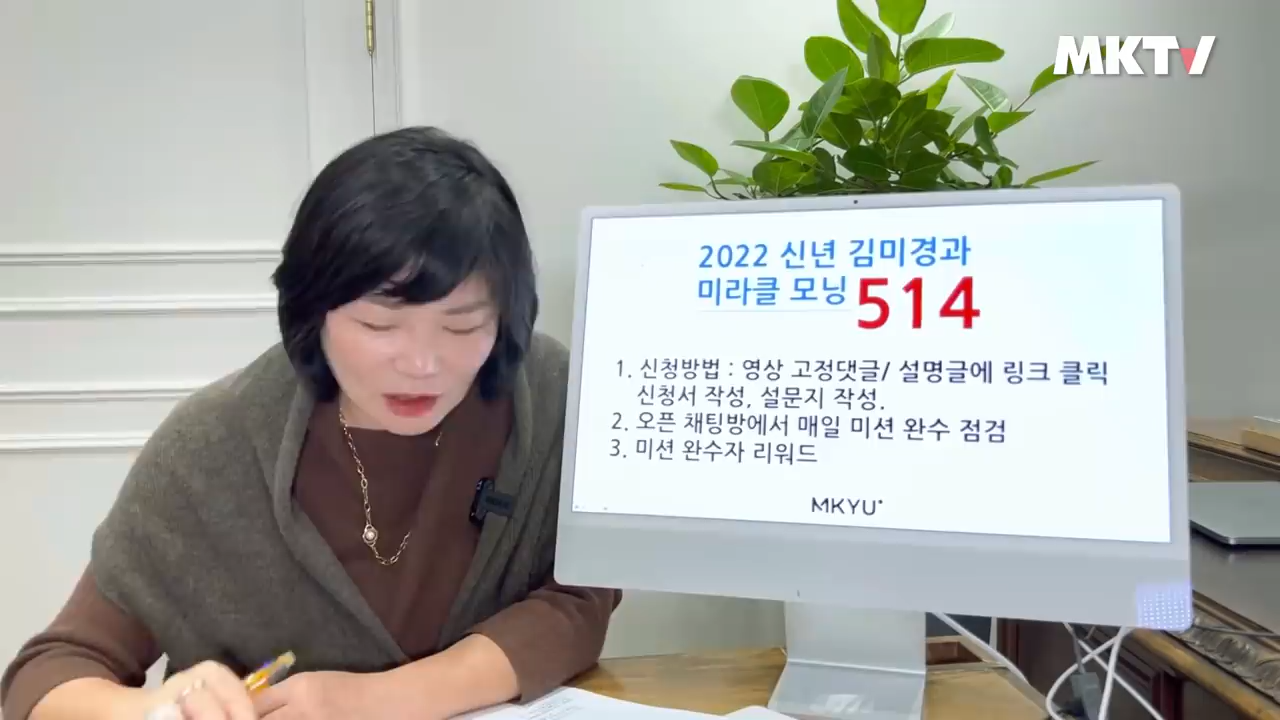 MKTV
2022 신년 김미경과
미라클 모닝 514
1. 신청방법 : 영상 고정댓글/ 설명글에 링크 클릭
신청서 작성, 설문지 작성.
2. 오픈 채팅방에서 매일 미션 완수 점검
3. 미션 완수자 리워드
MKYU